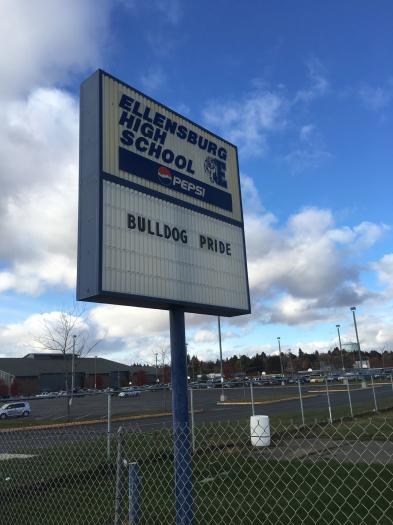 ELLENSBURG
HIGH
SCHOOL
E
PEPSI
BULLDOG PRIDE